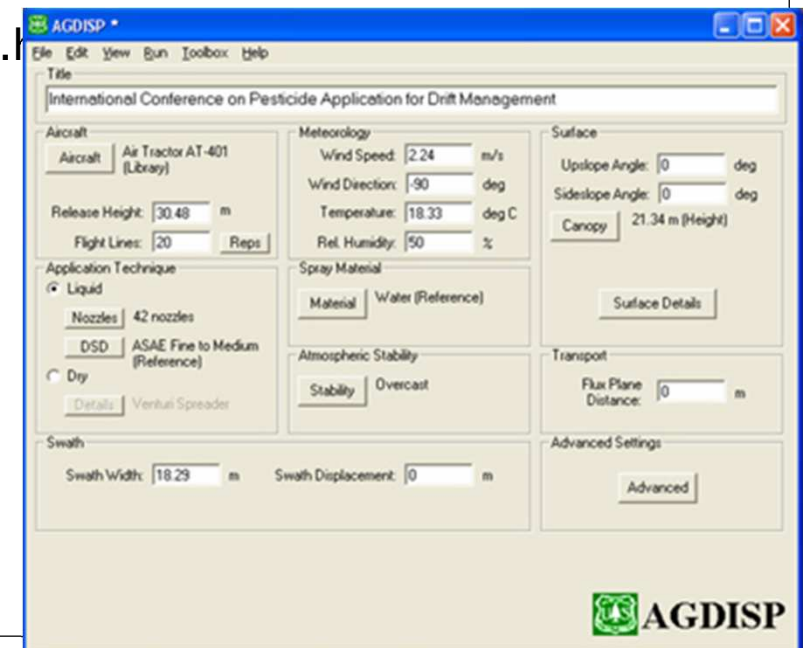 .h
AGDISP *
File Edit View Run Toolbox Help
Title
International Conference on Pesticide Application for Drift Management
Aircraft
Aircraft Air Tractor AT-401
(Library)
Release Height: 30.48 m
Flight Lines: 20 Reps
Meteorology
Wind Speed: 2.24 m/s
Wind Direction: -90 deg
Temperature: 18.33 deg C
Rel. Humidity: 50 %
Surface
Upslope Angle: 0 deg
Sideslope Angle: 0 deg
Canopy 21.34 m (Height)
Surface Details
Application Technique
Liquid
Nozzles 42 nozzles
DSD ASAE Fine to Medium
(Reference)
Dry
Details Venturi Spreader
Spray Material
Material Water (Reference)
Atmospheric Stability
Stability Overcast
Transport
Flux Plane
Distance: 0 m
Swath
Swath Width: 18.29 m Swath Displacement: 0 m
Advanced Settings
Advanced
AGDISP